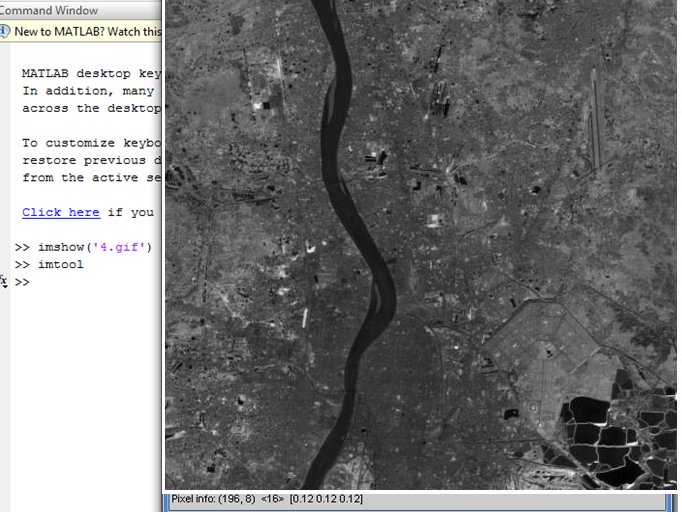 Command Window
New to MATLAB? Watch this
MATLAB desktop key
In addition, many
across the desktop
To customize keybo
restore previous d
from the active se
Click here if you
>> imshow('4.gif')
>> imtool
fx >>
Pixel info: (196, 8) <16> [0.12 0.12 0.12]